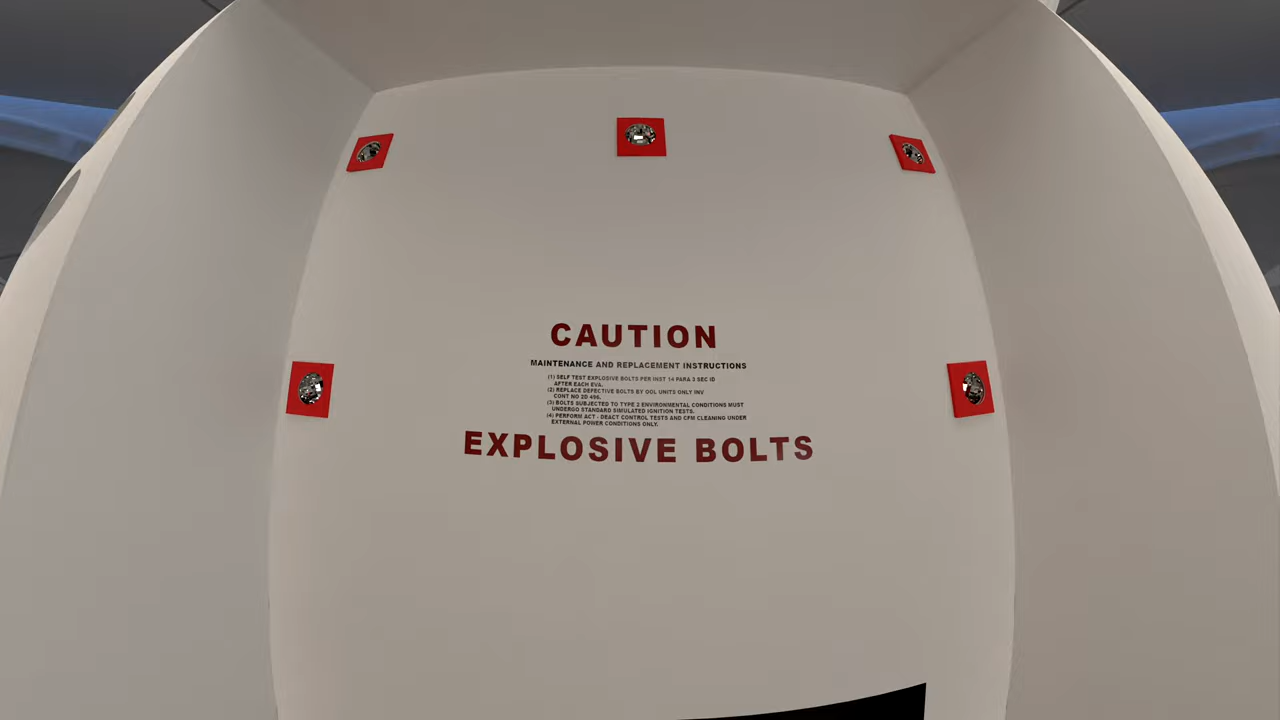 CAUTION
MAINTENANCE AND REPLACEMENT INSTRUCTIONS
(1) SELF TEST EXPLOSIVE BOLTS PER INST 14 PARA 3 SEC ID
AFTER EACH EVA.
(2) REPLACE DEFECTIVE BOLTS BY OOL UNITS ONLY INV
CONT NO 2D 496.
(3) BOLTS SUBJECTED TO TYPE 2 ENVIRONMENTAL CONDITIONS MUST
UNDERGO STANDARD SIMULATED IGNITION TESTS.
(4) PERFORM ACT - DEACT CONTROL TESTS AND CPM CLEANING UNDER
EXTERNAL POWER CONDITIONS ONLY.
EXPLOSIVE BOLTS